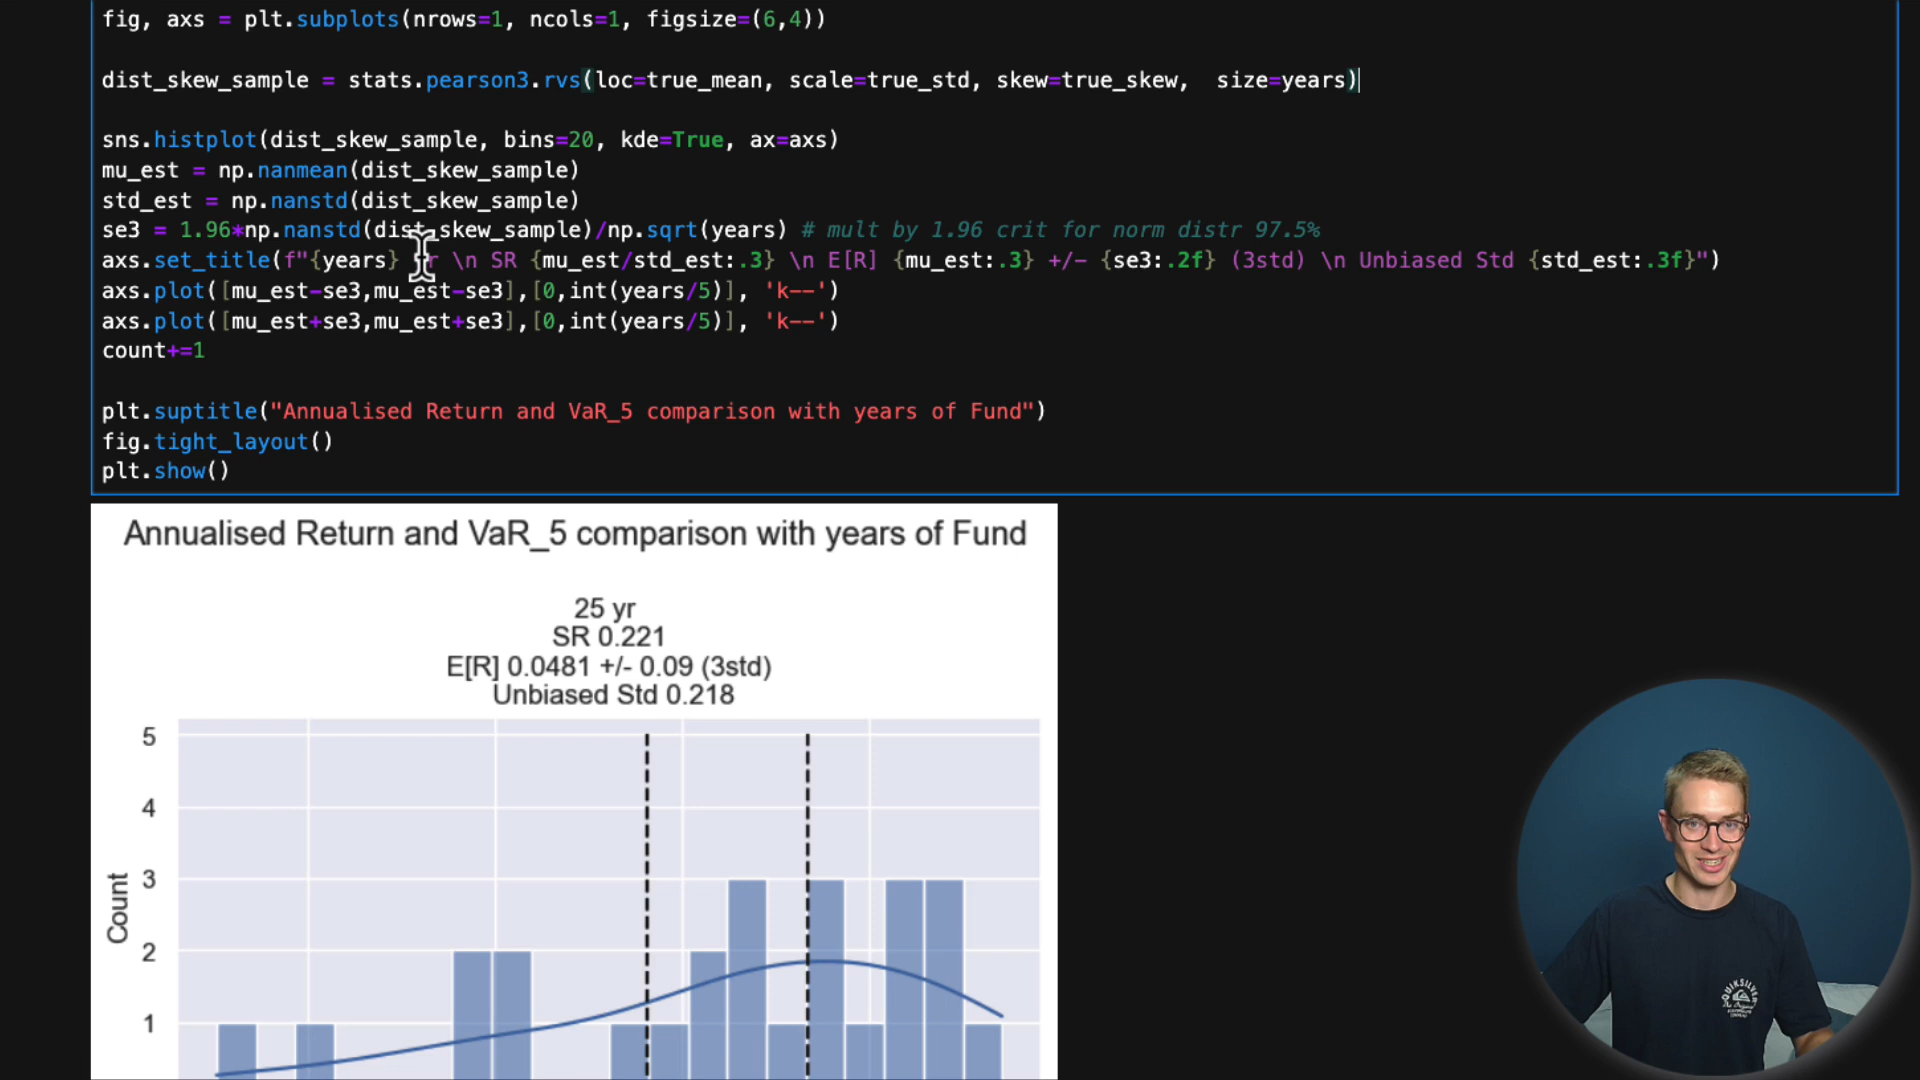 fig, axs = plt.subplots(nrows=1, ncols=1, figsize=(6,4))
dist_skew_sample = stats.pearson3.rvs(loc=true_mean, scale=true_std, skew=true_skew,  size=years)
sns.histplot(dist_skew_sample, bins=20, kde=True, ax=axs)
mu_est = np.nanmean(dist_skew_sample)
std_est = np.nanstd(dist_skew_sample)
se3 = 1.96*np.nanstd(dist_skew_sample)/np.sqrt(years) # mult by 1.96 crit for norm distr 97.5%
axs.set_title(f"{years} yr \n SR {mu_est/std_est:.3} \n E[R] {mu_est:.3} +/- {se3:.2f} (3std) \n Unbiased Std {std_est:.3f}")
axs.plot([mu_est-se3,mu_est-se3],[0,int(years/5)], 'k--')
axs.plot([mu_est+se3,mu_est+se3],[0,int(years/5)], 'k--')
count+=1
plt.suptitle("Annualised Return and VaR_5 comparison with years of Fund")
fig.tight_layout()
plt.show()
Annualised Return and VaR_5 comparison with years of Fund
25 yr
SR 0.221
E[R] 0.0481 +/- 0.09 (3std)
Unbiased Std 0.218
5
4
3
2
1
Count
QUIKSILVER